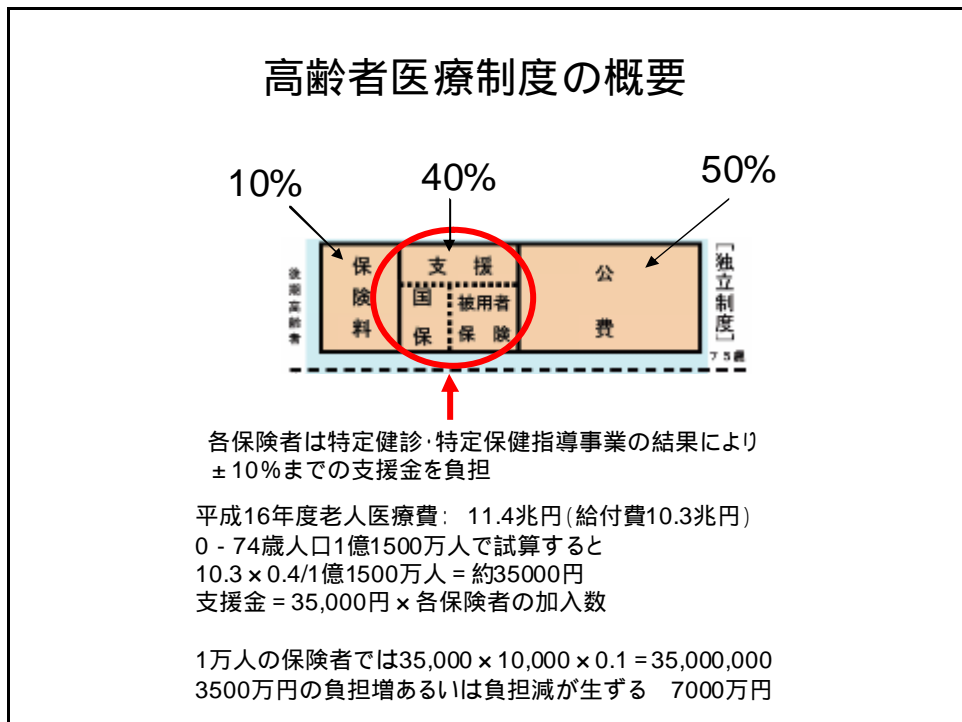 高齢者医療制度の概要
10%
40%
50%
後期高齢者
保険料
支援
国保
被用者保険
公費
[独立制度]
75歳
各保険者は特定健診・特定保健指導事業の結果により
±10%までの支援金を負担
平成16年度老人医療費: 11.4兆円(給付費10.3兆円)
0 - 74歳人口1億1500万人で試算すると
10.3×0.4/1億1500万人=約35000円
支援金=35,000円×各保険者の加入数
1万人の保険者では35,000×10,000×0.1=35,000,000
3500万円の負担増あるいは負担減が生ずる 7000万円